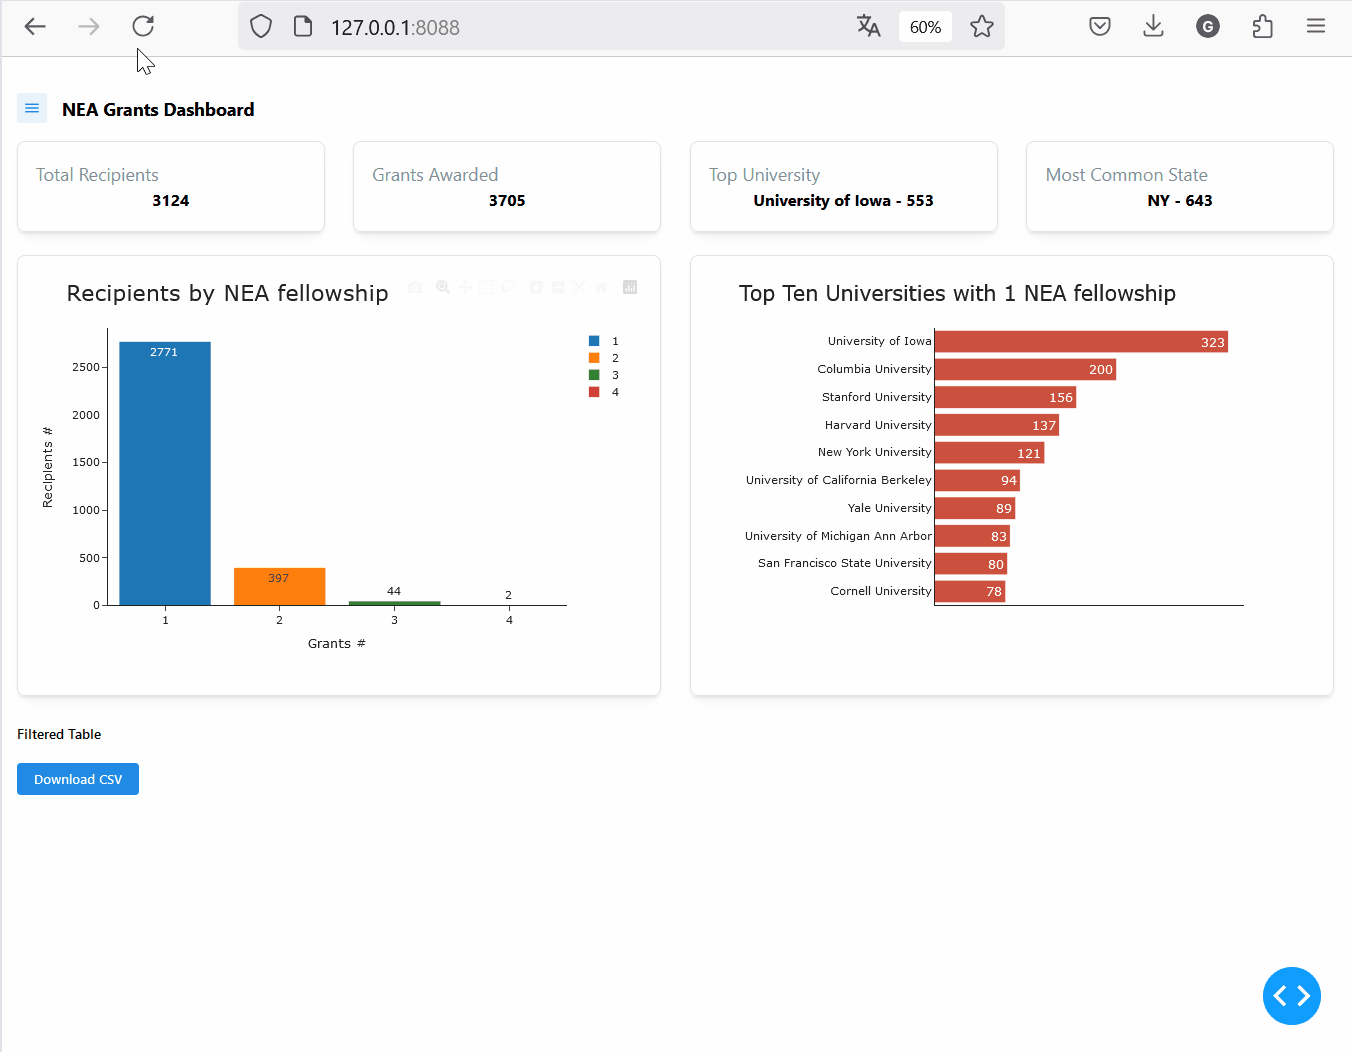 127.0.0.1:8088
60%
G
NEA Grants Dashboard
Total Recipients
3124
Grants Awarded
3705
Top University
University of Iowa - 553
Most Common State
NY - 643
Recipients by NEA fellowship
2771
397
44
2
2500
2000
1500
1000
500
0
Recipients #
1
2
3
4
Grants #
1
2
3
4
Top Ten Universities with 1 NEA fellowship
University of Iowa 323
Columbia University 200
Stanford University 156
Harvard University 137
New York University 121
University of California Berkeley 94
Yale University 89
University of Michigan Ann Arbor 83
San Francisco State University 80
Cornell University 78
Filtered Table
Download CSV